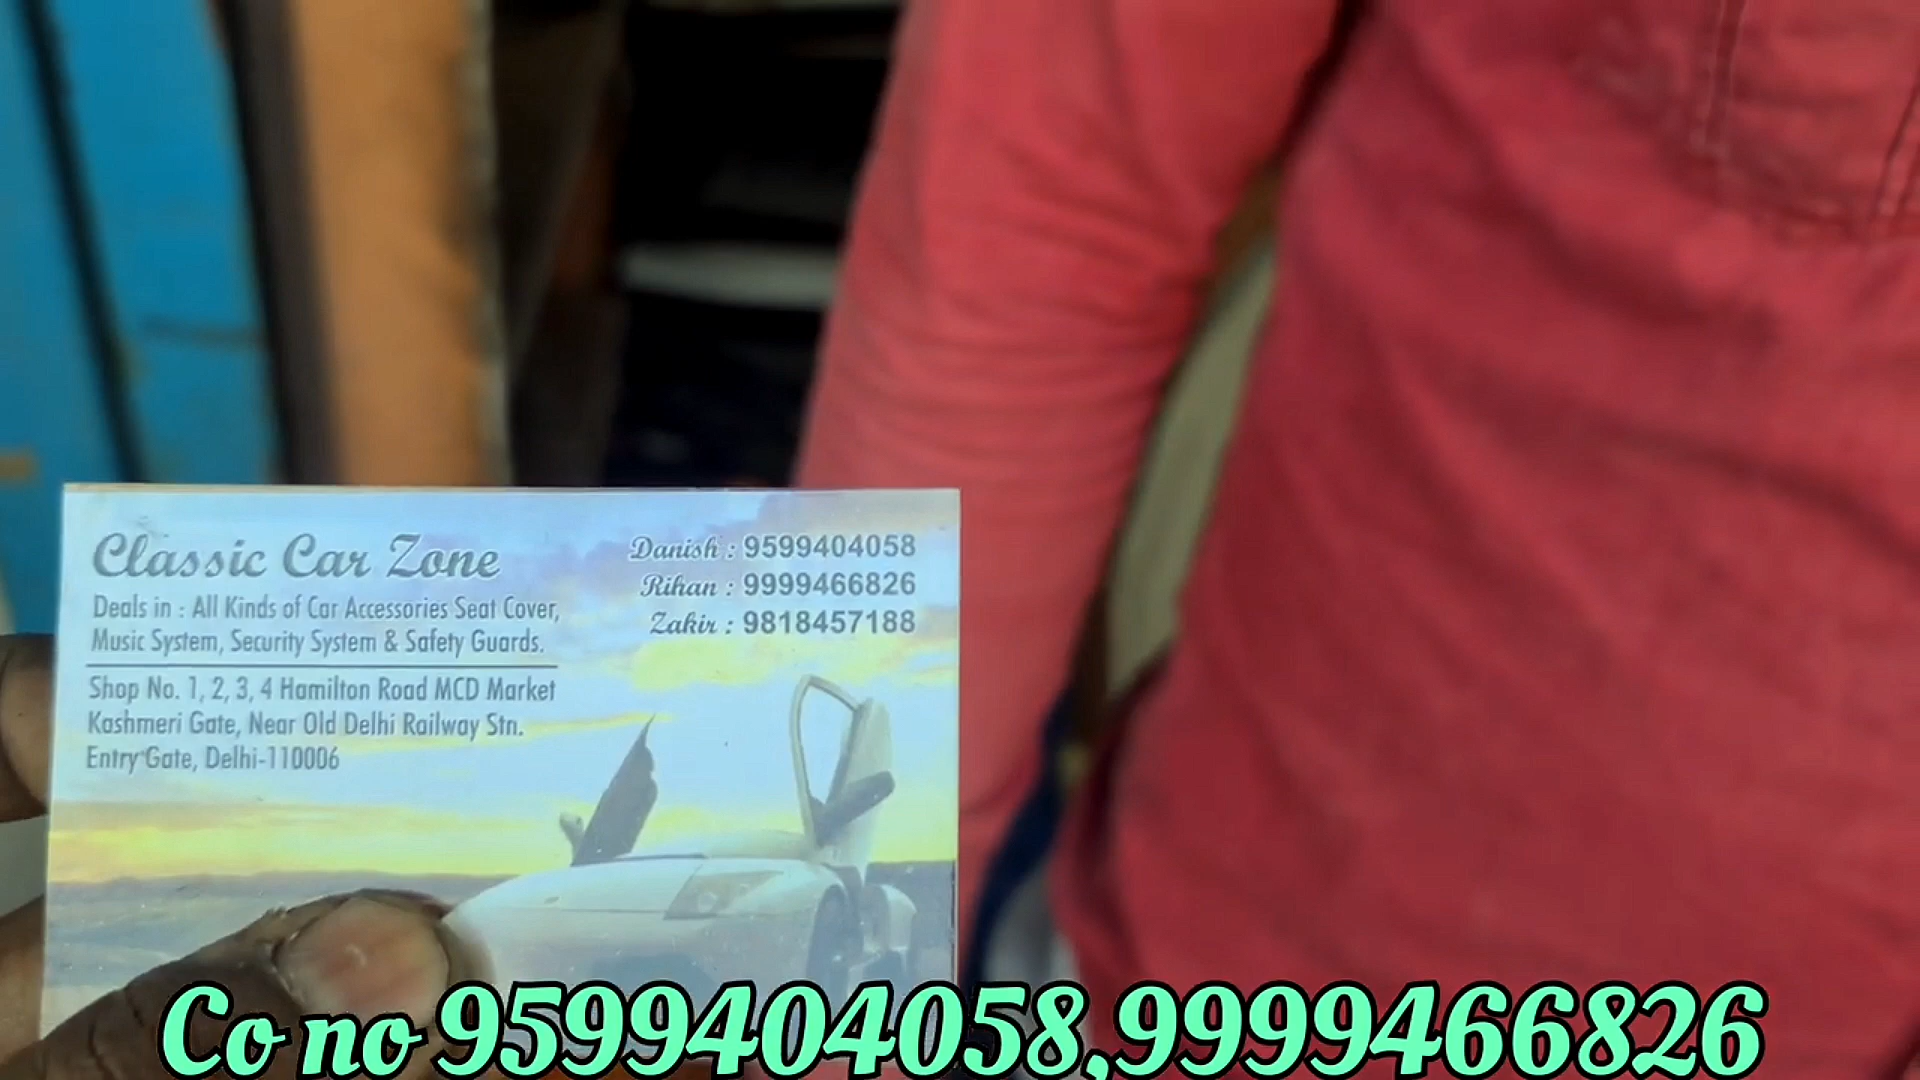 Classic Car Zone
Deals in : All Kinds of Car Accessories Seat Cover,
Music System, Security System & Safety Guards.
Shop No. 1, 2, 3, 4 Hamilton Road MCD Market
Kashmeri Gate, Near Old Delhi Railway Stn.
Entry Gate, Delhi-110006
Danish : 9599404058
Rihan : 9999466826
Zakir : 9818457188
Co no 9599404058,9999466826